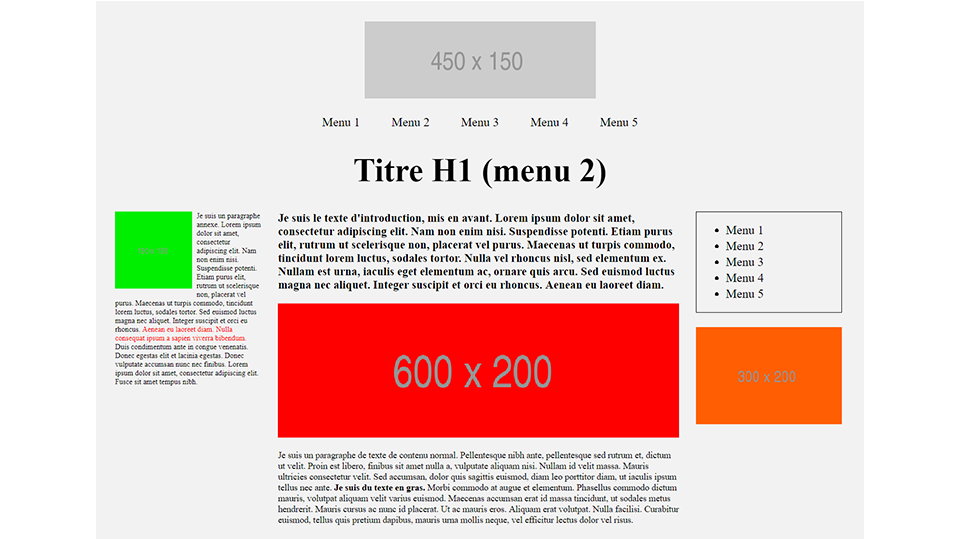 450 x 150
Menu 1 Menu 2 Menu 3 Menu 4 Menu 5
Titre H1 (menu 2)
Je suis un paragraphe
annexe. Lorem ipsum
dolor sit amet,
consectetur
adipiscing elit. Nam
non enim nisi.
Suspendisse potenti.
Etiam purus elit,
rutrum ut scelerisque
non, placerat vel
purus. Maecenas ut turpis commodo, tincidunt
lorem luctus, sodales tortor. Sed euismod luctus
magna nec aliquet. Integer suscipit et orci eu
rhoncus. Aenean eu laoreet diam. Nulla
consequat ipsum a sapien viverra bibendum.
Duis condimentum ante in congue venenatis.
Donec egestas elit et lacinia egestas. Donec
vulputate accumsan nunc nec finibus. Lorem
ipsum dolor sit amet, consectetur adipiscing elit.
Fusce sit amet tempus nibh.
Je suis le texte d'introduction, mis en avant. Lorem ipsum dolor sit amet,
consectetur adipiscing elit. Nam non enim nisi. Suspendisse potenti. Etiam purus
elit, rutrum ut scelerisque non, placerat vel purus. Maecenas ut turpis commodo,
tincidunt lorem luctus, sodales tortor. Nulla vel rhoncus nisl, sed elementum ex.
Nullam est urna, iaculis eget elementum ac, ornare quis arcu. Sed euismod luctus
magna nec aliquet. Integer suscipit et orci eu rhoncus. Aenean eu laoreet diam.
600 x 200
Je suis un paragraphe de texte de contenu normal. Pellentesque nibh ante, pellentesque sed rutrum et, dictum
ut velit. Proin est libero, finibus sit amet nulla a, vulputate aliquam nisi. Nullam id velit massa. Mauris
ultricies consectetur velit. Sed accumsan, dolor quis sagittis euismod, diam leo porttitor diam, ut iaculis ipsum
tellus nec ante. Je suis du texte en gras. Morbi commodo at augue et elementum. Phasellus commodo dictum
mauris, volutpat aliquam velit varius euismod. Maecenas accumsan erat id massa tincidunt, ut sodales metus
hendrerit. Mauris cursus ac nunc id placerat. Ut ac mauris eros. Aliquam erat volutpat. Nulla facilisi. Curabitur
euismod, tellus quis pretium dapibus, mauris urna mollis neque, vel efficitur lectus dolor vel risus.
Menu 1
Menu 2
Menu 3
Menu 4
Menu 5
300 x 200